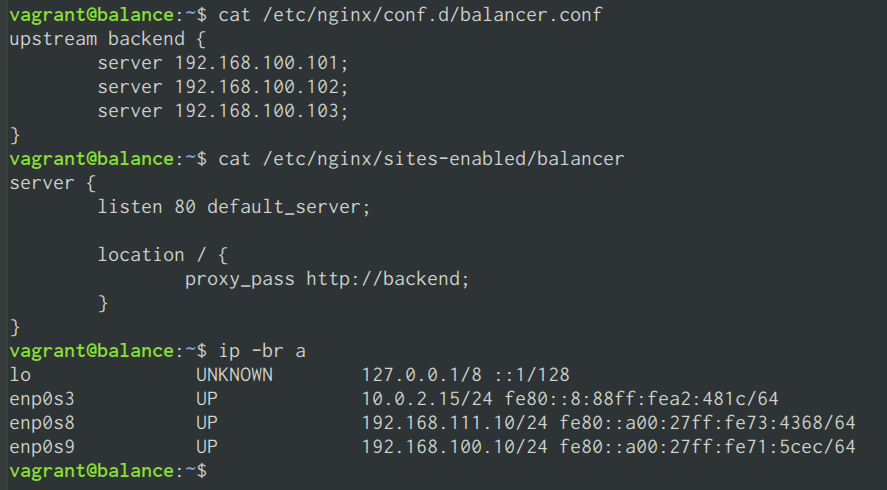 vagrant@balance:~$ cat /etc/nginx/conf.d/balancer.conf
upstream backend {
        server 192.168.100.101;
        server 192.168.100.102;
        server 192.168.100.103;
}
vagrant@balance:~$ cat /etc/nginx/sites-enabled/balancer
server {
        listen 80 default_server;

        location / {
                proxy_pass http://backend;
        }
}
vagrant@balance:~$ ip -br a
lo               UNKNOWN        127.0.0.1/8 ::1/128
enp0s3           UP             10.0.2.15/24 fe80::8:88ff:fea2:481c/64
enp0s8           UP             192.168.111.10/24 fe80::a00:27ff:fe73:4368/64
enp0s9           UP             192.168.100.10/24 fe80::a00:27ff:fe71:5cec/64
vagrant@balance:~$